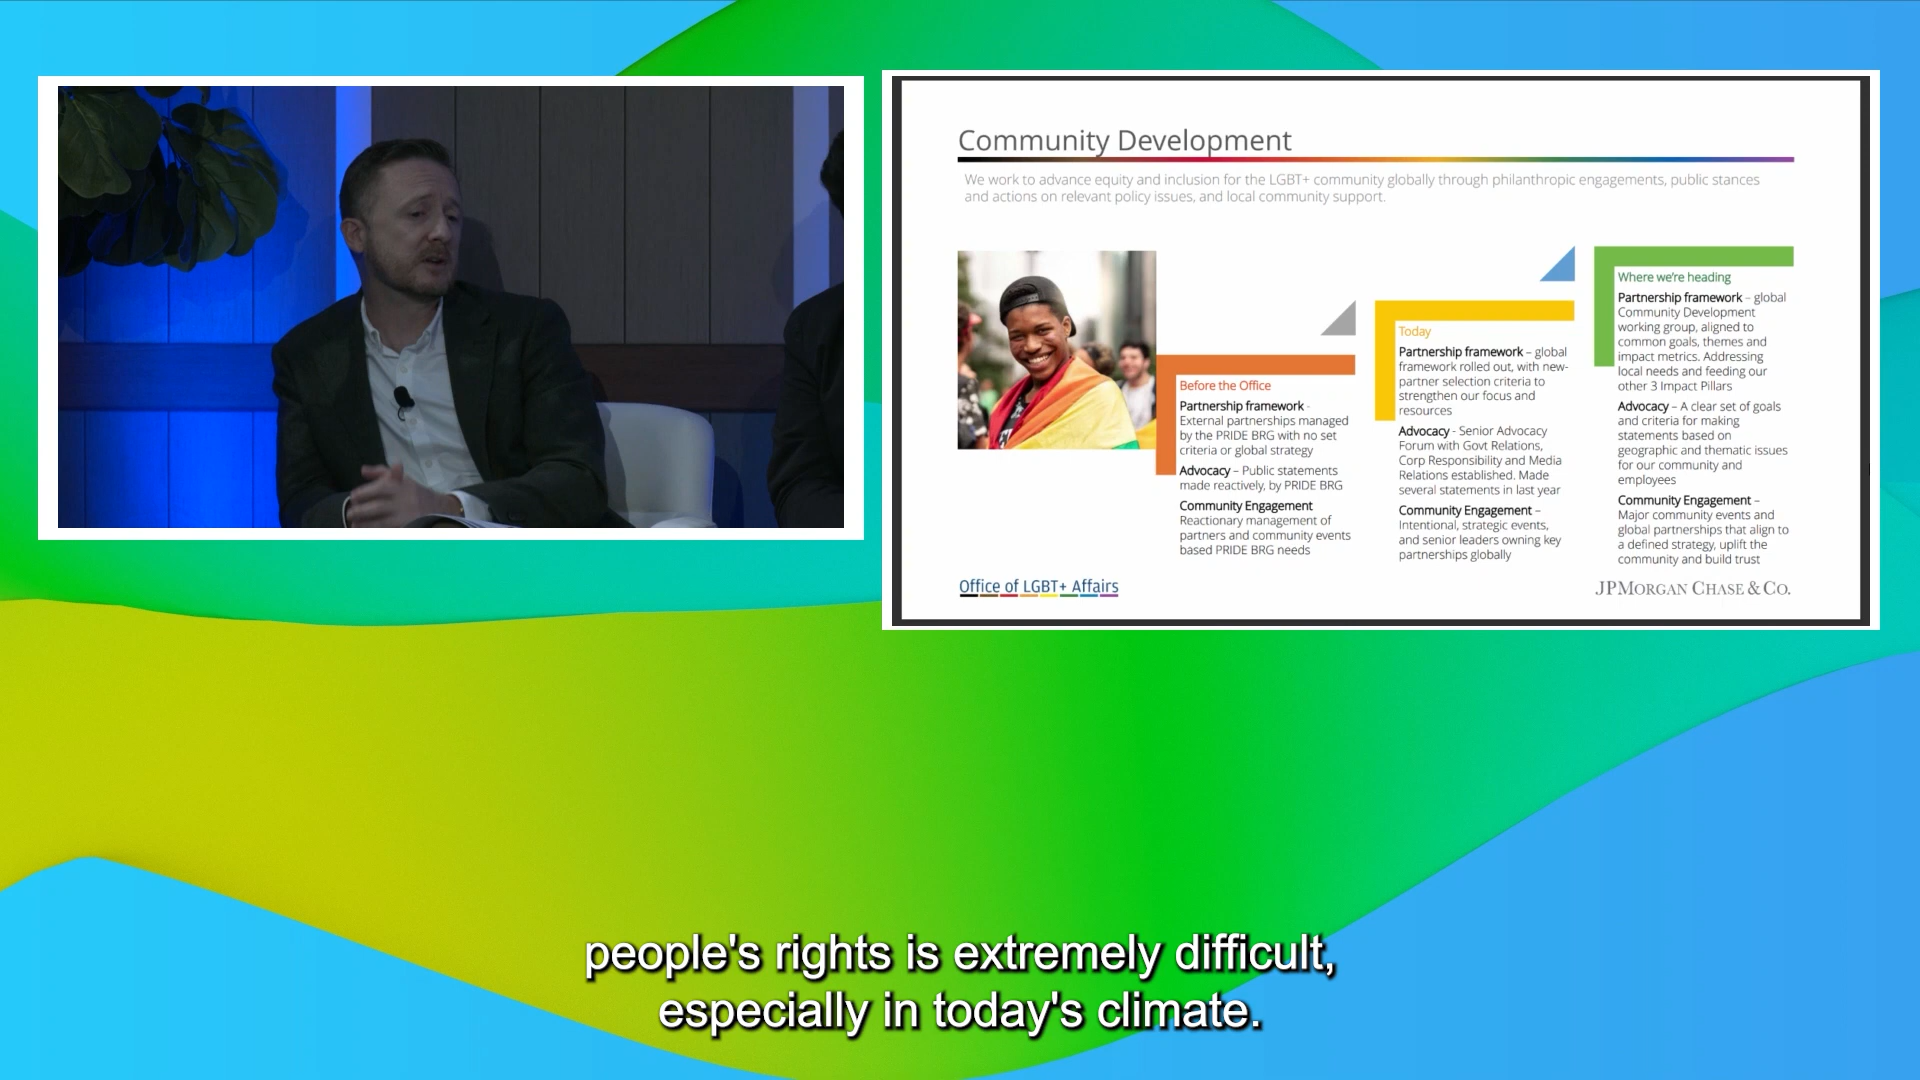 Community Development
We work to advance equity and inclusion for the LGBT+ community globally through philanthropic engagements, public stances
and actions on relevant policy issues, and local community support.
Before the Office
Partnership framework -
External partnerships managed
by the PRIDE BRG with no set
criteria or global strategy
Advocacy – Public statements
made reactively, by PRIDE BRG
Community Engagement
Reactionary management of
partners and community events
based PRIDE BRG needs
Today
Partnership framework – global
framework rolled out, with new-
partner selection criteria to
strengthen our focus and
resources
Advocacy - Senior Advocacy
Forum with Govt Relations,
Corp Responsibility and Media
Relations established. Made
several statements in last year
Community Engagement –
Intentional, strategic events,
and senior leaders owning key
partnerships globally
Where we're heading
Partnership framework – global
Community Development
working group, aligned to
common goals, themes and
impact metrics. Addressing
local needs and feeding our
other 3 Impact Pillars
Advocacy – A clear set of goals
and criteria for making
statements based on
geographic and thematic issues
for our community and
employees
Community Engagement –
Major community events and
global partnerships that align to
a defined strategy, uplift the
community and build trust
Office of LGBT+ Affairs
JPMORGAN CHASE & CO.
people's rights is extremely difficult,
especially in today's climate.